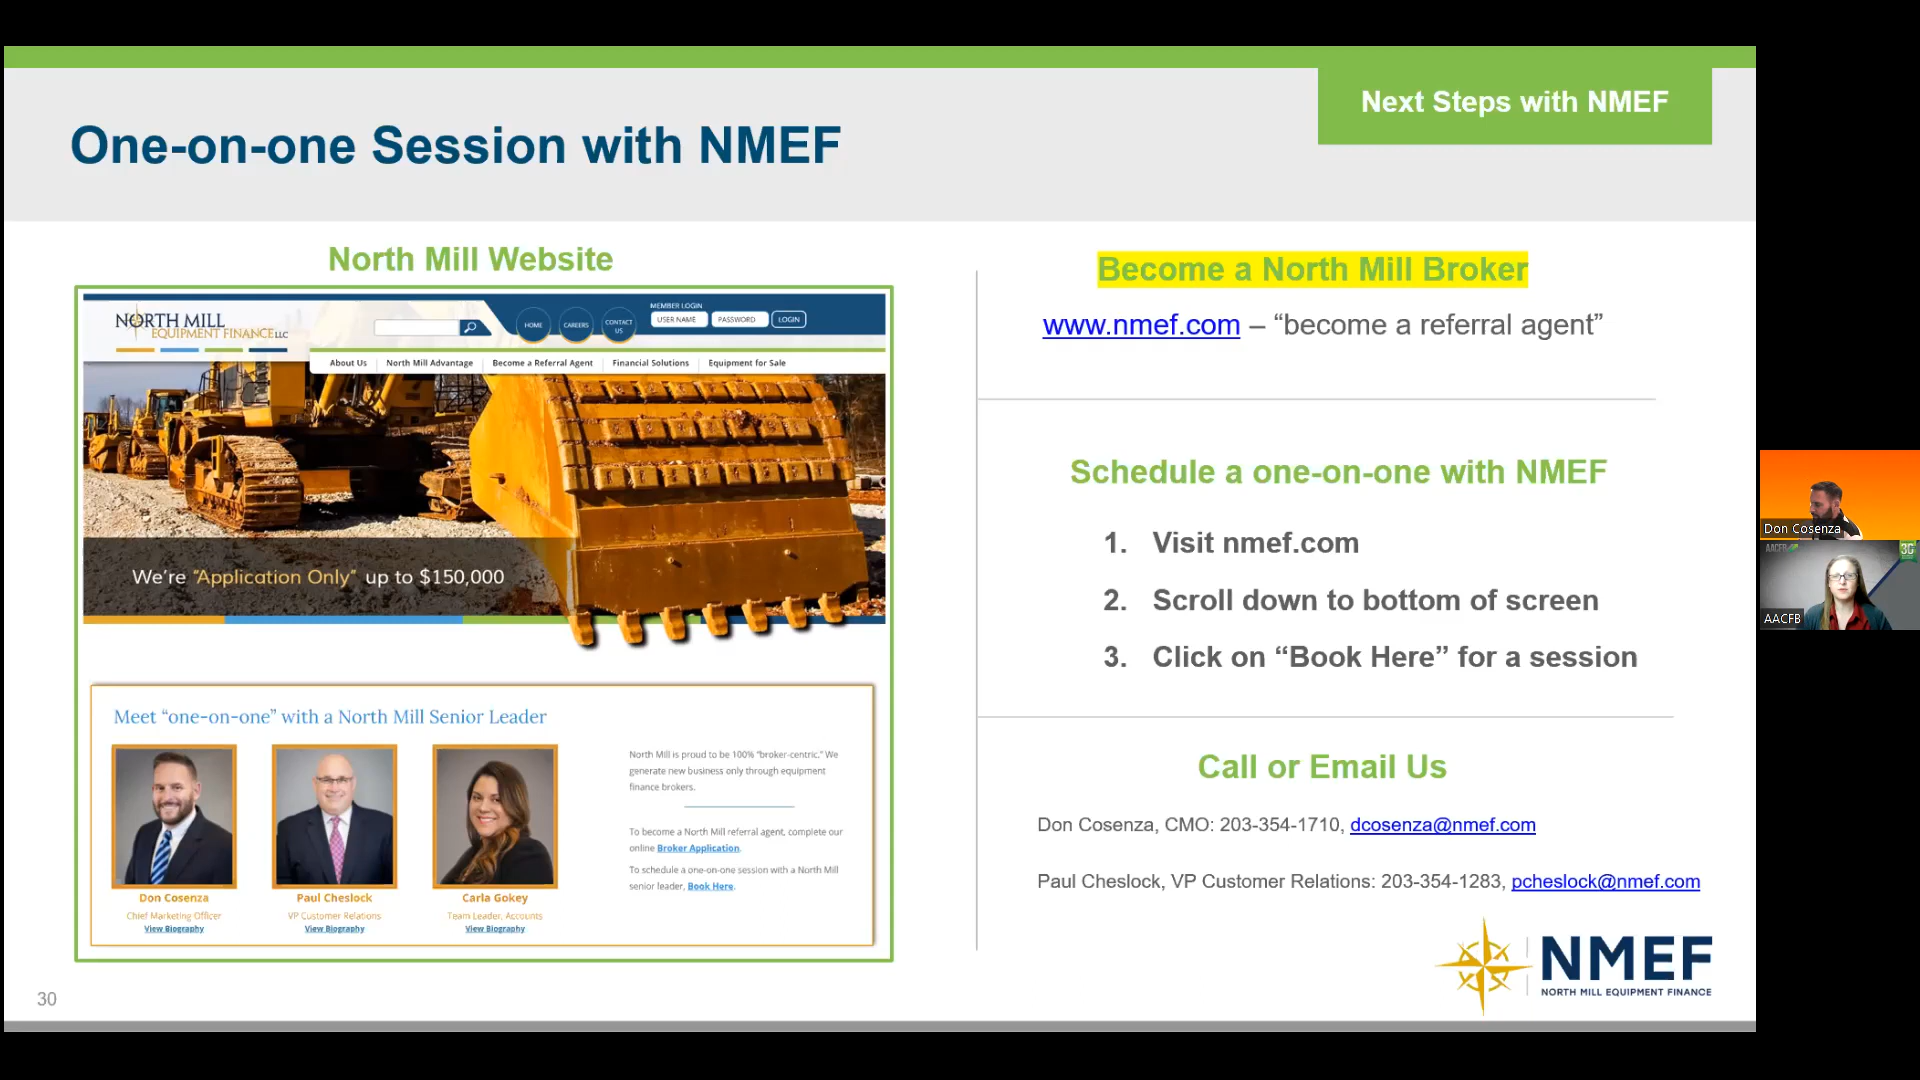 Next Steps with NMEF
One-on-one Session with NMEF
North Mill Website
NORTH MILL
EQUIPMENT FINANCE LLC
HOME
CAREERS
CONTACT
US
MEMBER LOGIN
USER NAME
PASSWORD
LOGIN
About Us
North Mill Advantage
Become a Referral Agent
Financial Solutions
Equipment for Sale
We're "Application Only" up to $150,000
Meet "one-on-one" with a North Mill Senior Leader
Don Cosenza
Chief Marketing Officer
View Biography
Paul Cheslock
VP Customer Relations
View Biography
Carla Gokey
Team Leader, Accounts
View Biography
North Mill is proud to be 100% "broker-centric." We
generate new business only through equipment
finance brokers.
To become a North Mill referral agent, complete our
online Broker Application.
To schedule a one-on-one session with a North Mill
senior leader, Book Here.
Become a North Mill Broker
www.nmef.com – “become a referral agent”
Schedule a one-on-one with NMEF
1. Visit nmef.com
2. Scroll down to bottom of screen
3. Click on “Book Here” for a session
Call or Email Us
Don Cosenza, CMO: 203-354-1710, dcosenza@nmef.com
Paul Cheslock, VP Customer Relations: 203-354-1283, pcheslock@nmef.com
NMEF
NORTH MILL EQUIPMENT FINANCE
30
Don Cosenza
AACFB
30
AACFB